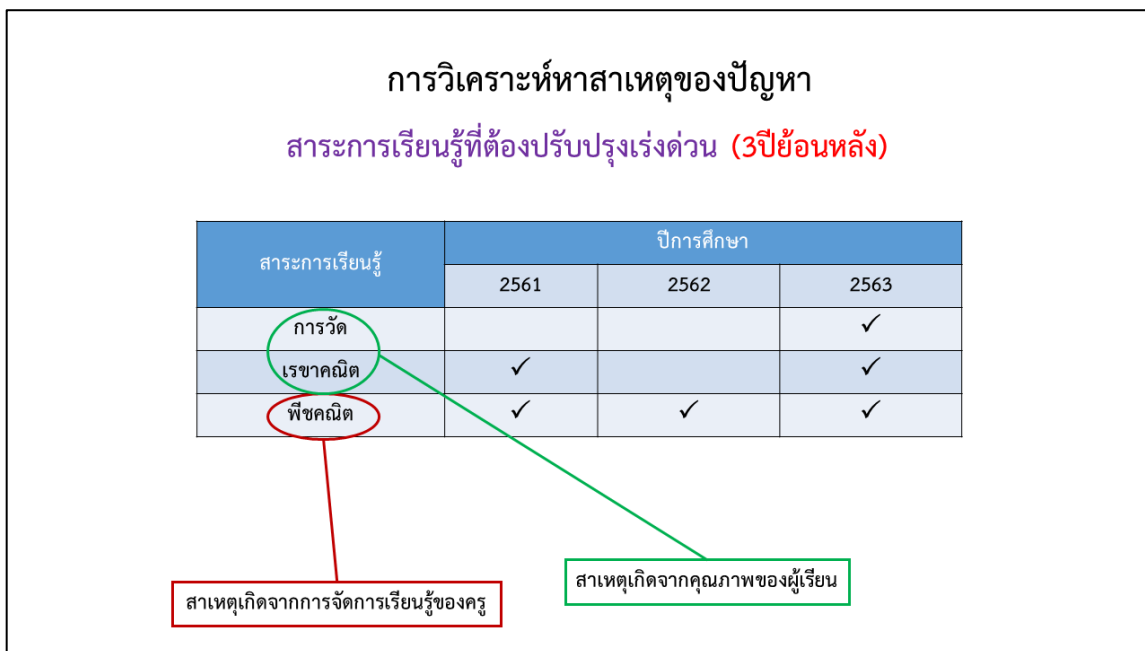 การวิเคราะห์หาสาเหตุของปัญหา
สาระการเรียนรู้ที่ต้องปรับปรุงเร่งด่วน (3ปีย้อนหลัง)
สาระการเรียนรู้ ปีการศึกษา
2561 2562 2563
การวัด ✓
เรขาคณิต ✓ ✓
พีชคณิต ✓ ✓ ✓
สาเหตุเกิดจากคุณภาพของผู้เรียน
สาเหตุเกิดจากการจัดการเรียนรู้ของครู